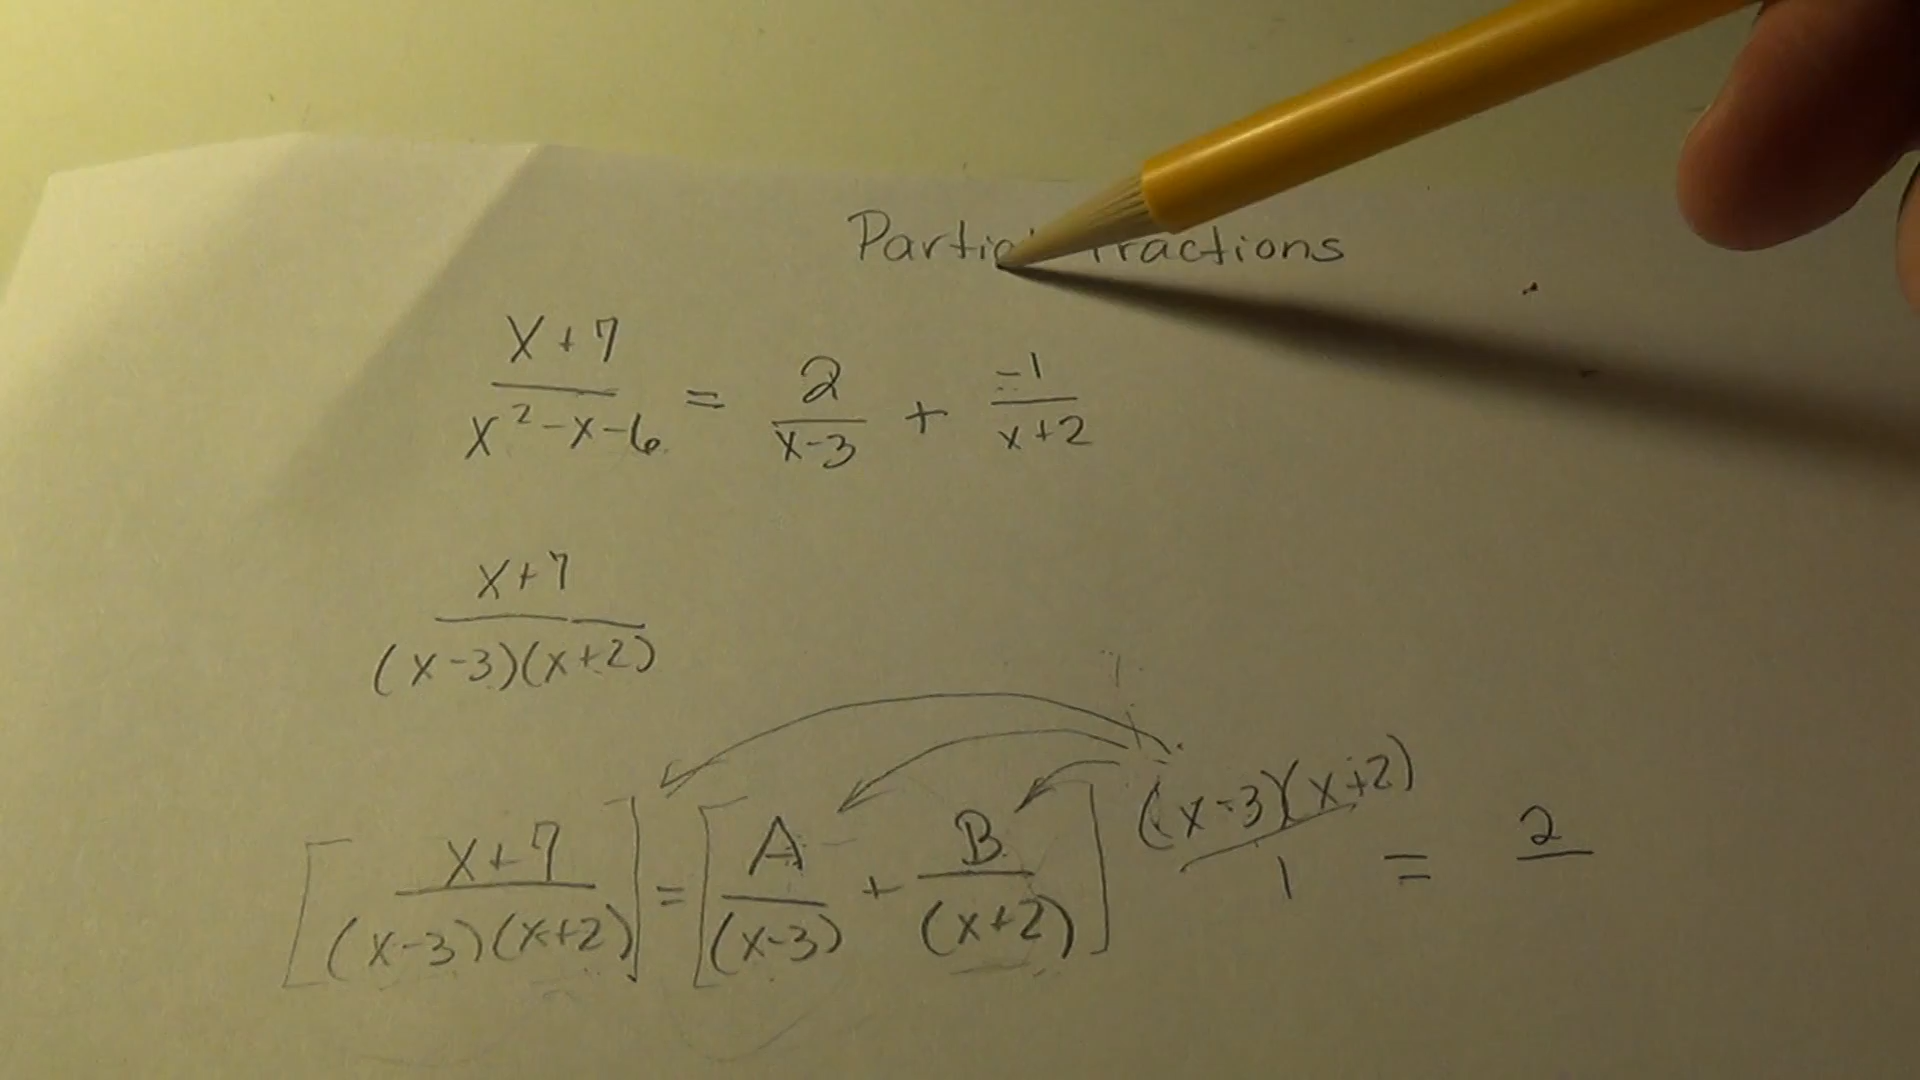 Partial Fractions
x+7 / x²-x-6 = 2 / x-3 + -1 / x+2
x+7 / (x-3)(x+2)
[x+7 / (x-3)(x+2)] = [A / (x-3) + B / (x+2)] (x-3)(x+2) / 1 = 2 /